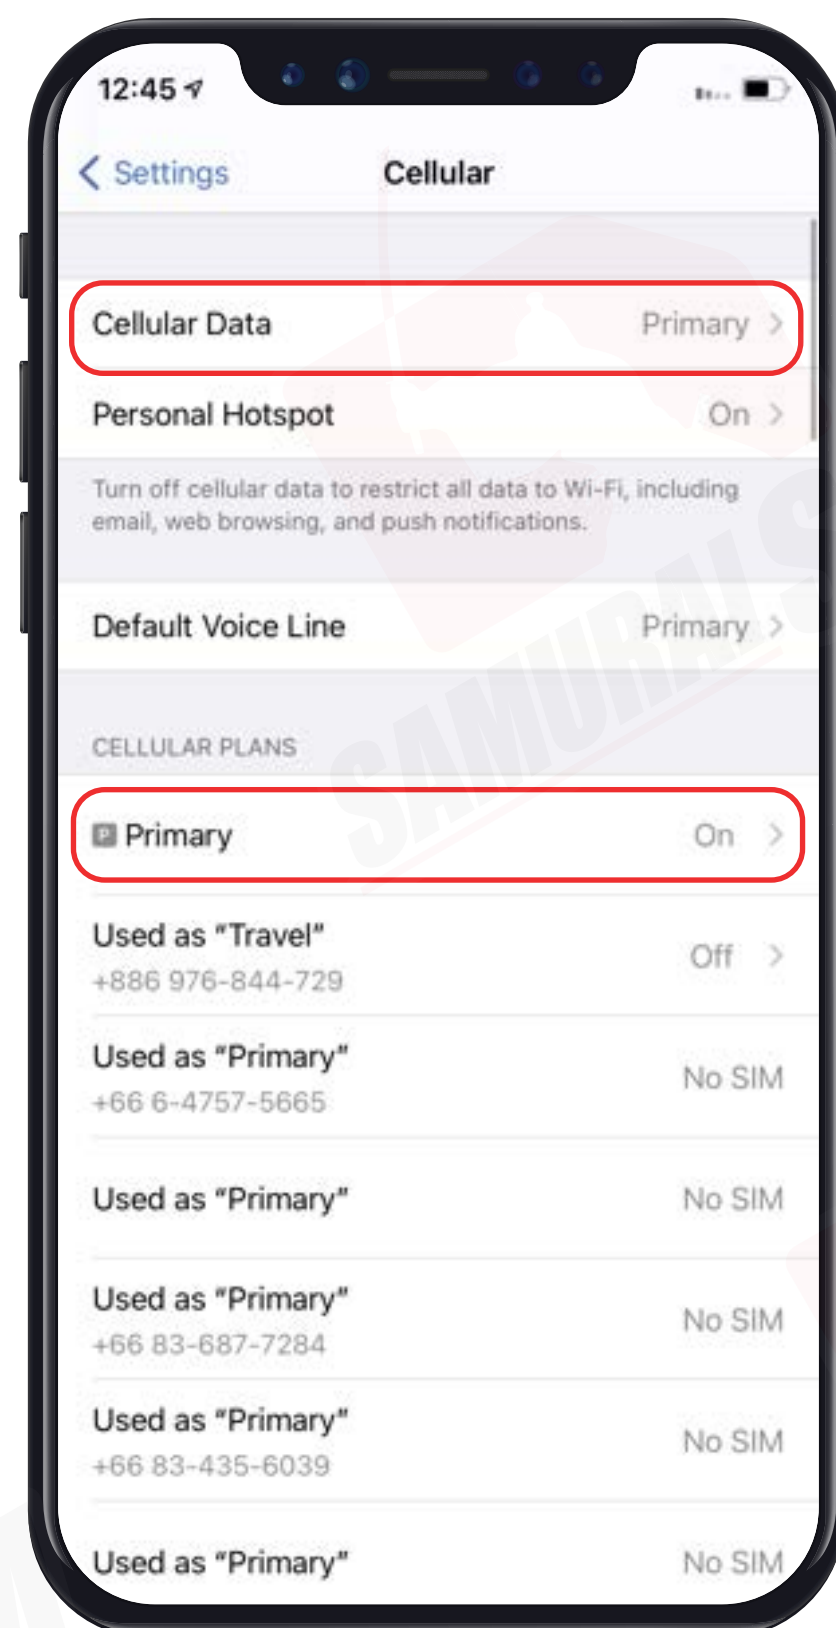 12:45
Settings
Cellular
Cellular Data Primary
Personal Hotspot On
Turn off cellular data to restrict all data to Wi-Fi, including
email, web browsing, and push notifications.
Default Voice Line Primary
CELLULAR PLANS
P Primary On
Used as “Travel” Off
+886 976-844-729
Used as “Primary” No SIM
+66 6-4757-5665
Used as “Primary” No SIM
Used as “Primary” No SIM
+66 83-687-7284
Used as “Primary” No SIM
+66 83-435-6039
Used as “Primary” No SIM
SAMURAI S